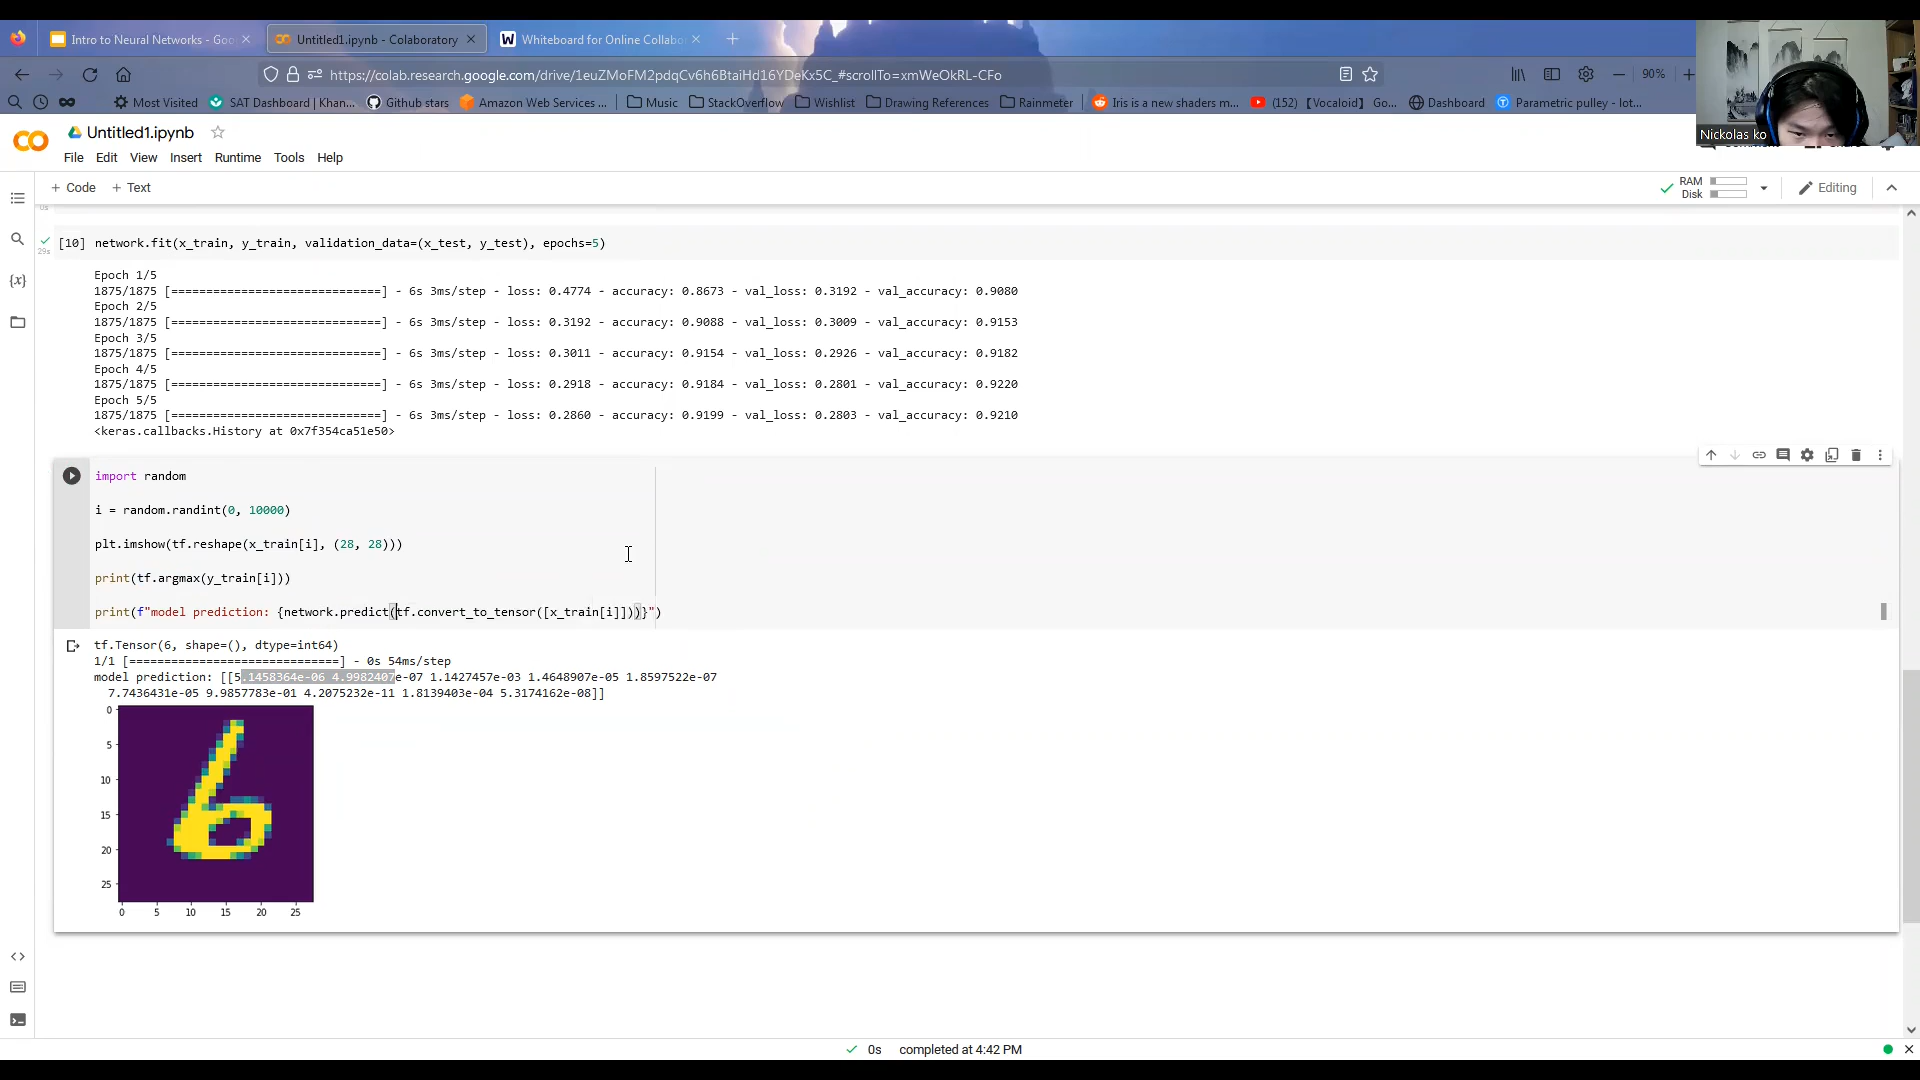 Intro to Neural Networks - Goo
Untitled1.ipynb - Colaboratory
Whiteboard for Online Collabo
https://colab.research.google.com/drive/1euZMoFM2pdqCv6h6BtaiHd16YDeKx5C_#scrollTo=xmWeOkRL-CFo
90%
Most Visited
SAT Dashboard | Khan...
Github stars
Amazon Web Services ...
Music
StackOverflow
Wishlist
Drawing References
Rainmeter
Iris is a new shaders m...
(152) 【Vocaloid】 Go...
Dashboard
Parametric pulley - lot...
Nickolas ko
Untitled1.ipynb
File Edit View Insert Runtime Tools Help
+ Code + Text
RAM
Disk
Editing
0s
[10] network.fit(x_train, y_train, validation_data=(x_test, y_test), epochs=5)
29s
Epoch 1/5
1875/1875 [==============================] - 6s 3ms/step - loss: 0.4774 - accuracy: 0.8673 - val_loss: 0.3192 - val_accuracy: 0.9080
Epoch 2/5
1875/1875 [==============================] - 6s 3ms/step - loss: 0.3192 - accuracy: 0.9088 - val_loss: 0.3009 - val_accuracy: 0.9153
Epoch 3/5
1875/1875 [==============================] - 6s 3ms/step - loss: 0.3011 - accuracy: 0.9154 - val_loss: 0.2926 - val_accuracy: 0.9182
Epoch 4/5
1875/1875 [==============================] - 6s 3ms/step - loss: 0.2918 - accuracy: 0.9184 - val_loss: 0.2801 - val_accuracy: 0.9220
Epoch 5/5
1875/1875 [==============================] - 6s 3ms/step - loss: 0.2860 - accuracy: 0.9199 - val_loss: 0.2803 - val_accuracy: 0.9210
<keras.callbacks.History at 0x7f354ca51e50>
import random
i = random.randint(0, 10000)
plt.imshow(tf.reshape(x_train[i], (28, 28)))
print(tf.argmax(y_train[i]))
print(f"model prediction: {network.predict(tf.convert_to_tensor([x_train[i]]))}")
tf.Tensor(6, shape=(), dtype=int64)
1/1 [==============================] - 0s 54ms/step
model prediction: [[5.1458364e-06 4.9982407e-07 1.1427457e-03 1.4648907e-05 1.8597522e-07
7.7436431e-05 9.9857783e-01 4.2075232e-11 1.8139403e-04 5.3174162e-08]]
0
5
10
15
20
25
0 5 10 15 20 25
0s completed at 4:42 PM